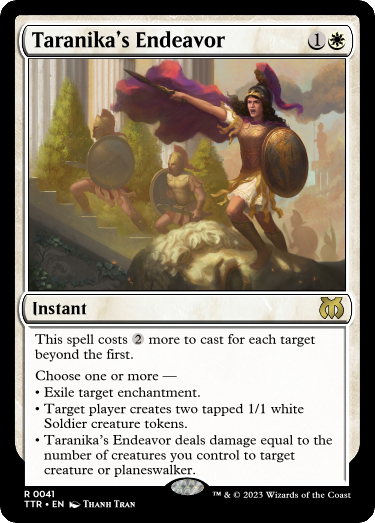 Taranika's Endeavor 1
Instant
This spell costs 2 more to cast for each target
beyond the first.
Choose one or more —
• Exile target enchantment.
• Target player creates two tapped 1/1 white
Soldier creature tokens.
• Taranika's Endeavor deals damage equal to the
number of creatures you control to target
creature or planeswalker.
R 0041
TTR • EN Thanh Tran
™ & © 2023 Wizards of the Coast